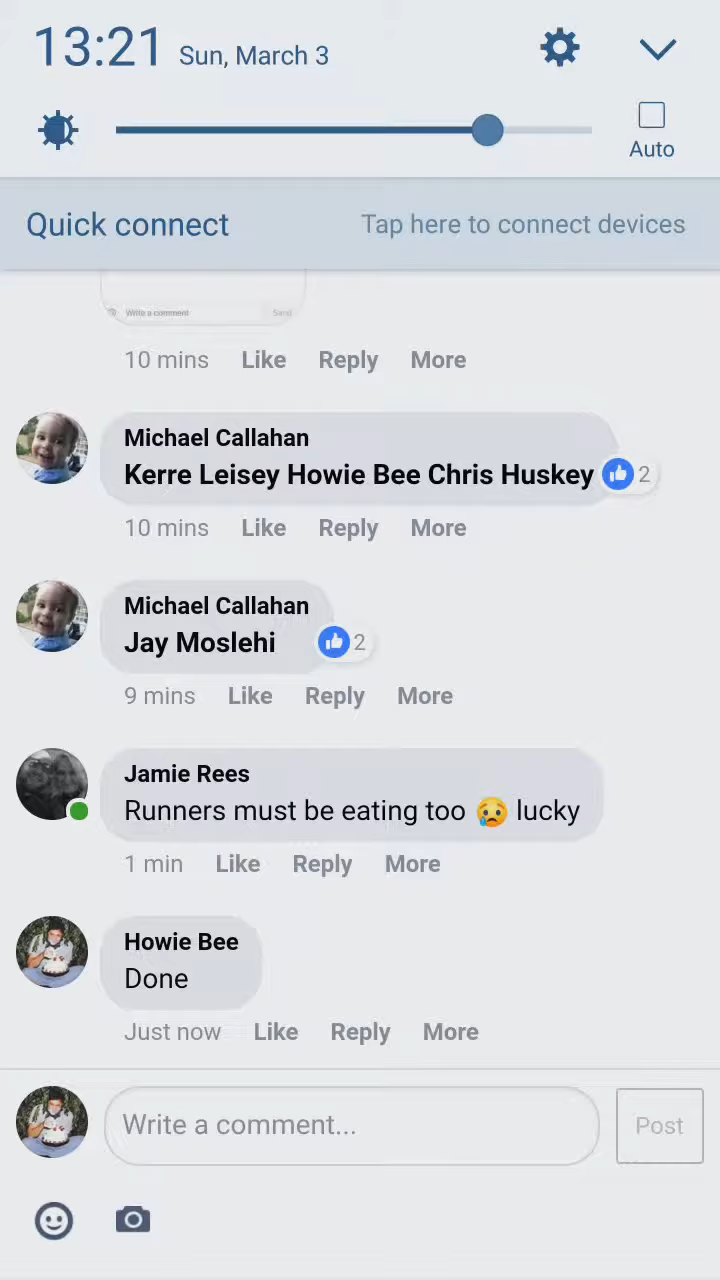 13:21 Sun, March 3
Auto
Quick connect Tap here to connect devices
Write a comment Send
10 mins Like Reply More
Michael Callahan
Kerre Leisey Howie Bee Chris Huskey 2
10 mins Like Reply More
Michael Callahan
Jay Moslehi 2
9 mins Like Reply More
Jamie Rees
Runners must be eating too 😥 lucky
1 min Like Reply More
Howie Bee
Done
Just now Like Reply More
Write a comment... Post